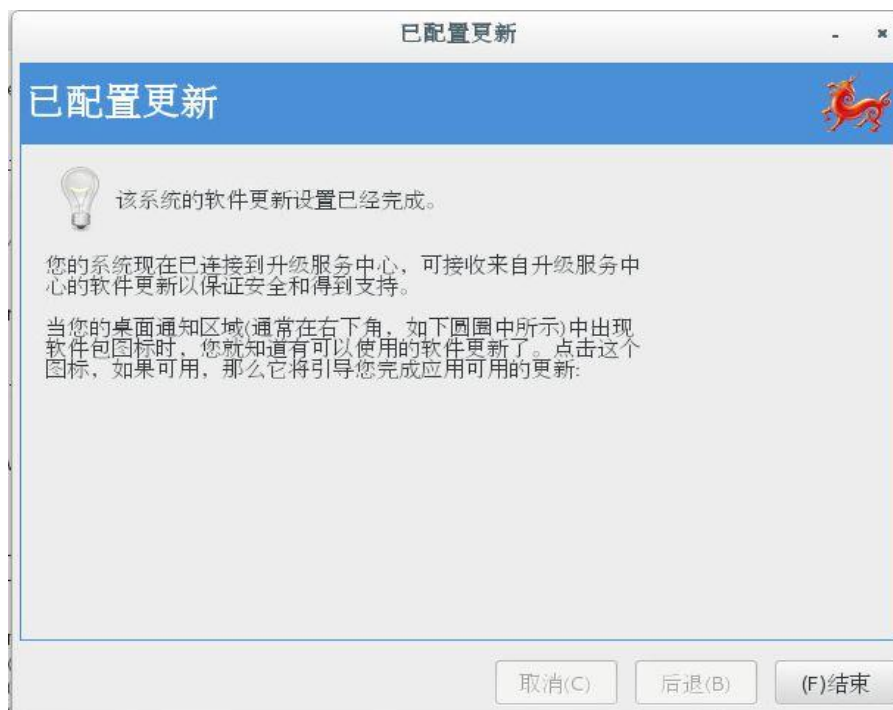 已配置更新
已配置更新
该系统的软件更新设置已经完成。
您的系统现在已连接到升级服务中心，可接收来自升级服务中
心的软件更新以保证安全和得到支持。
当您的桌面通知区域(通常在右下角，如下圆圈中所示)中出现
软件包图标时，您就知道有可以使用的软件更新了。点击这个
图标，如果可用，那么它将引导您完成应用可用的更新:
取消(C)
后退(B)
(F)结束